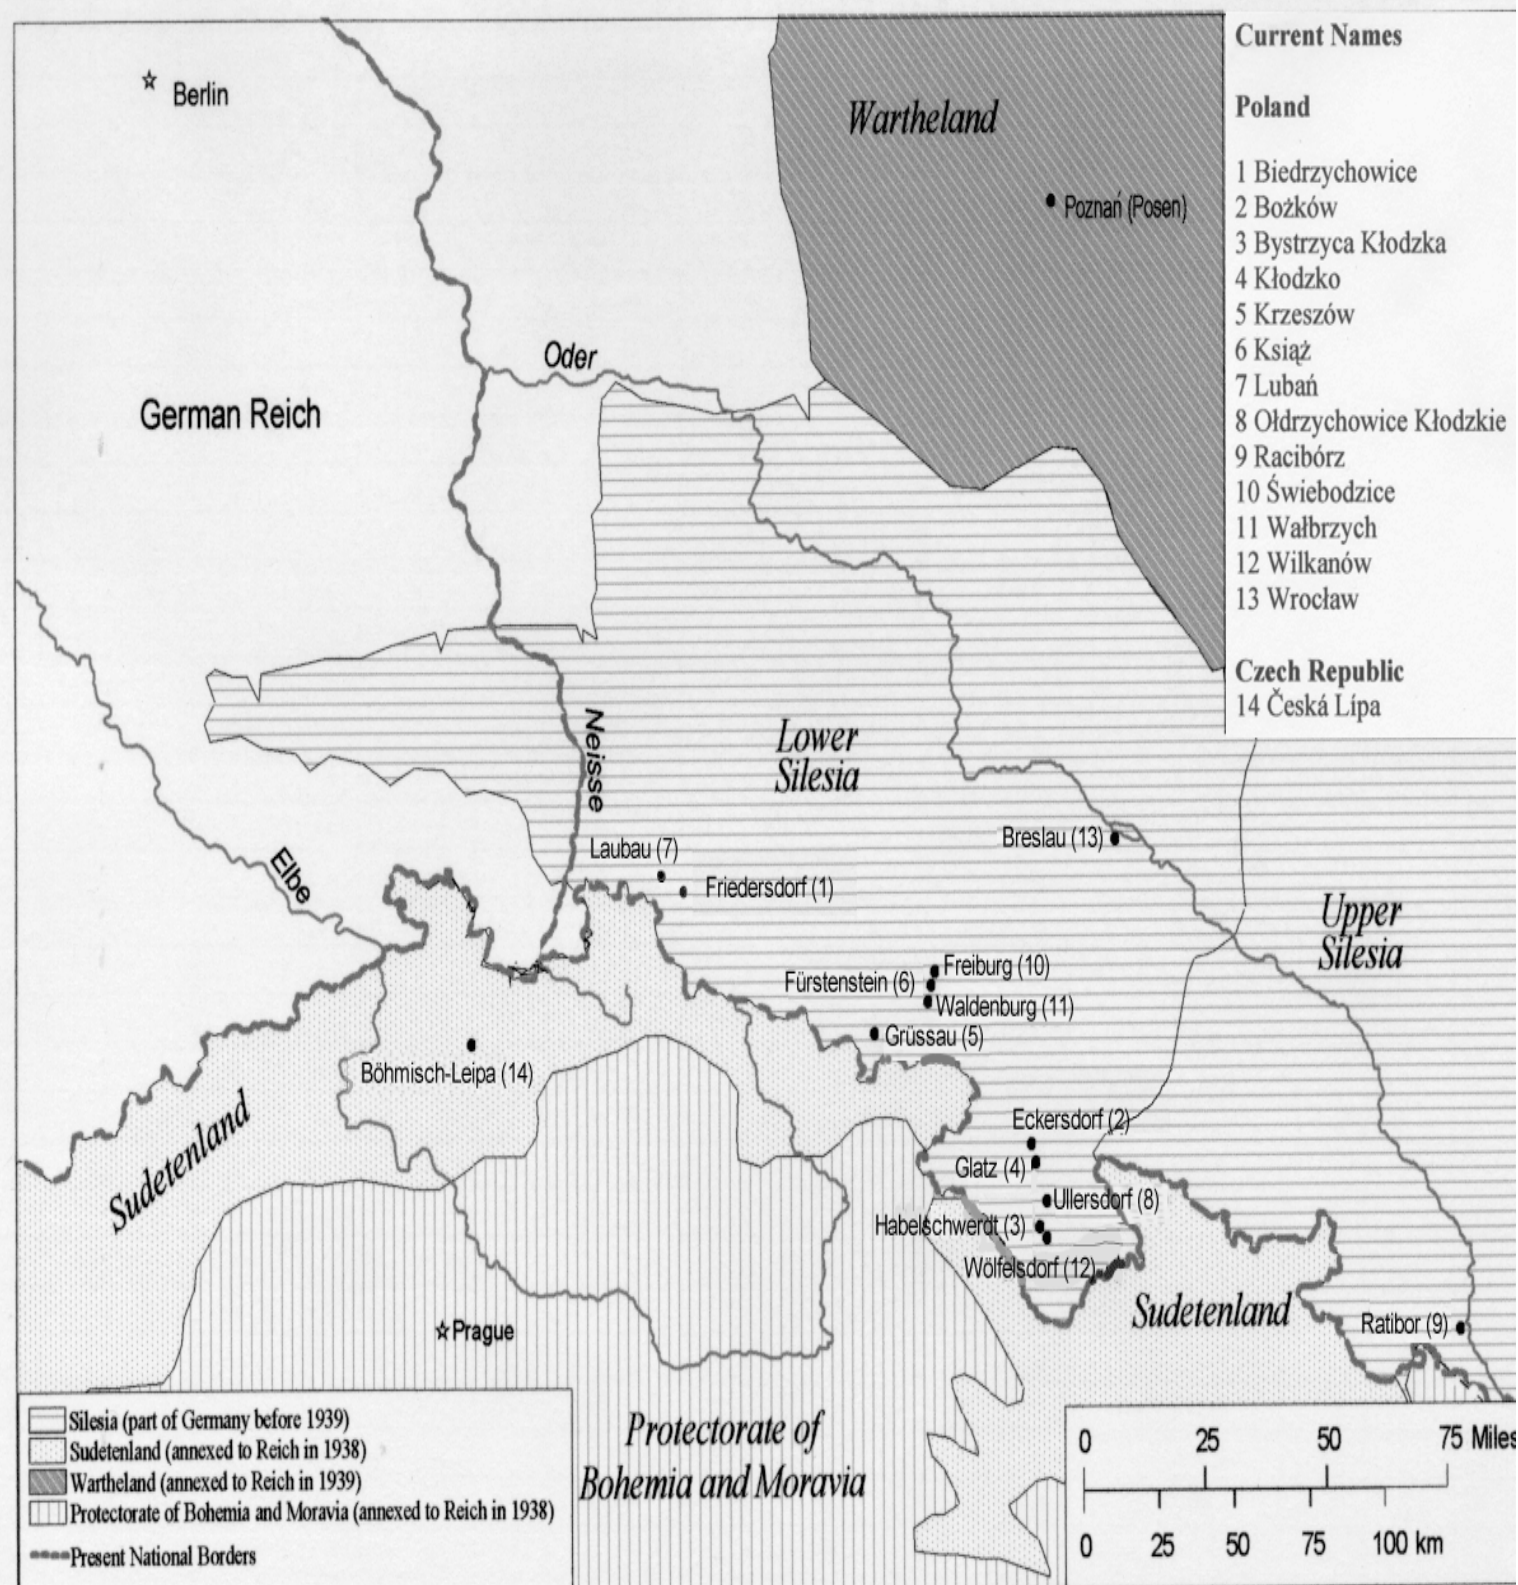 Current Names
Poland
1 Biedrzychowice
2 Bożków
3 Bystrzyca Kłodzka
4 Kłodzko
5 Krzeszów
6 Książ
7 Lubań
8 Ołdrzychowice Kłodzkie
9 Racibórz
10 Świebodzice
11 Wałbrzych
12 Wilkanów
13 Wrocław
Czech Republic
14 Česká Lípa
Berlin
Wartheland
Poznań (Posen)
Oder
German Reich
Neisse
Lower
Silesia
Breslau (13)
Laubau (7)
Friedersdorf (1)
Elbe
Upper
Silesia
Freiburg (10)
Fürstenstein (6)
Waldenburg (11)
Grüssau (5)
Böhmisch-Leipa (14)
Sudetenland
Eckersdorf (2)
Glatz (4)
Ullersdorf (8)
Habelschwerdt (3)
Wölfelsdorf (12)
Sudetenland
Ratibor (9)
Prague
Protectorate of
Bohemia and Moravia
Silesia (part of Germany before 1939)
Sudetenland (annexed to Reich in 1938)
Wartheland (annexed to Reich in 1939)
Protectorate of Bohemia and Moravia (annexed to Reich in 1938)
Present National Borders
0 25 50 75 Miles
0 25 50 75 100 km